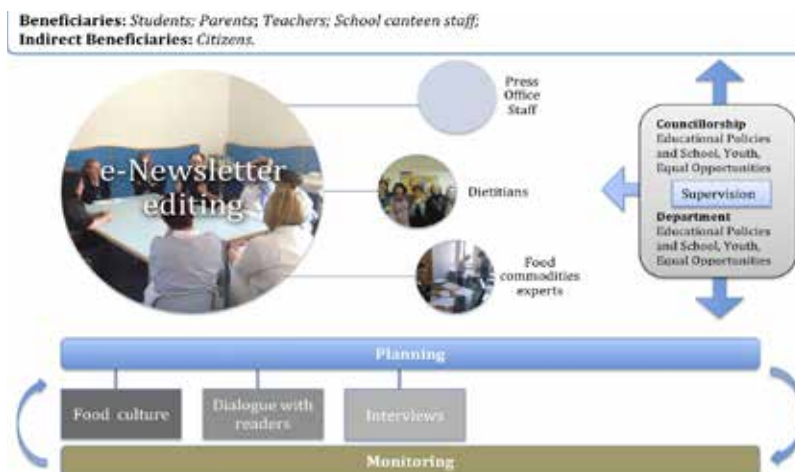 Beneficiaries: Students; Parents; Teachers; School canteen staff;
Indirect Beneficiaries: Citizens.
Press
Office
Staff
e-Newsletter
editing
Dietitians
Food
commodities
experts
Councillorship
Educational Policies
and School, Youth,
Equal Opportunities
Supervision
Department
Educational Policies
and School, Youth,
Equal Opportunities
Planning
Food culture
Dialogue with
readers
Interviews
Monitoring